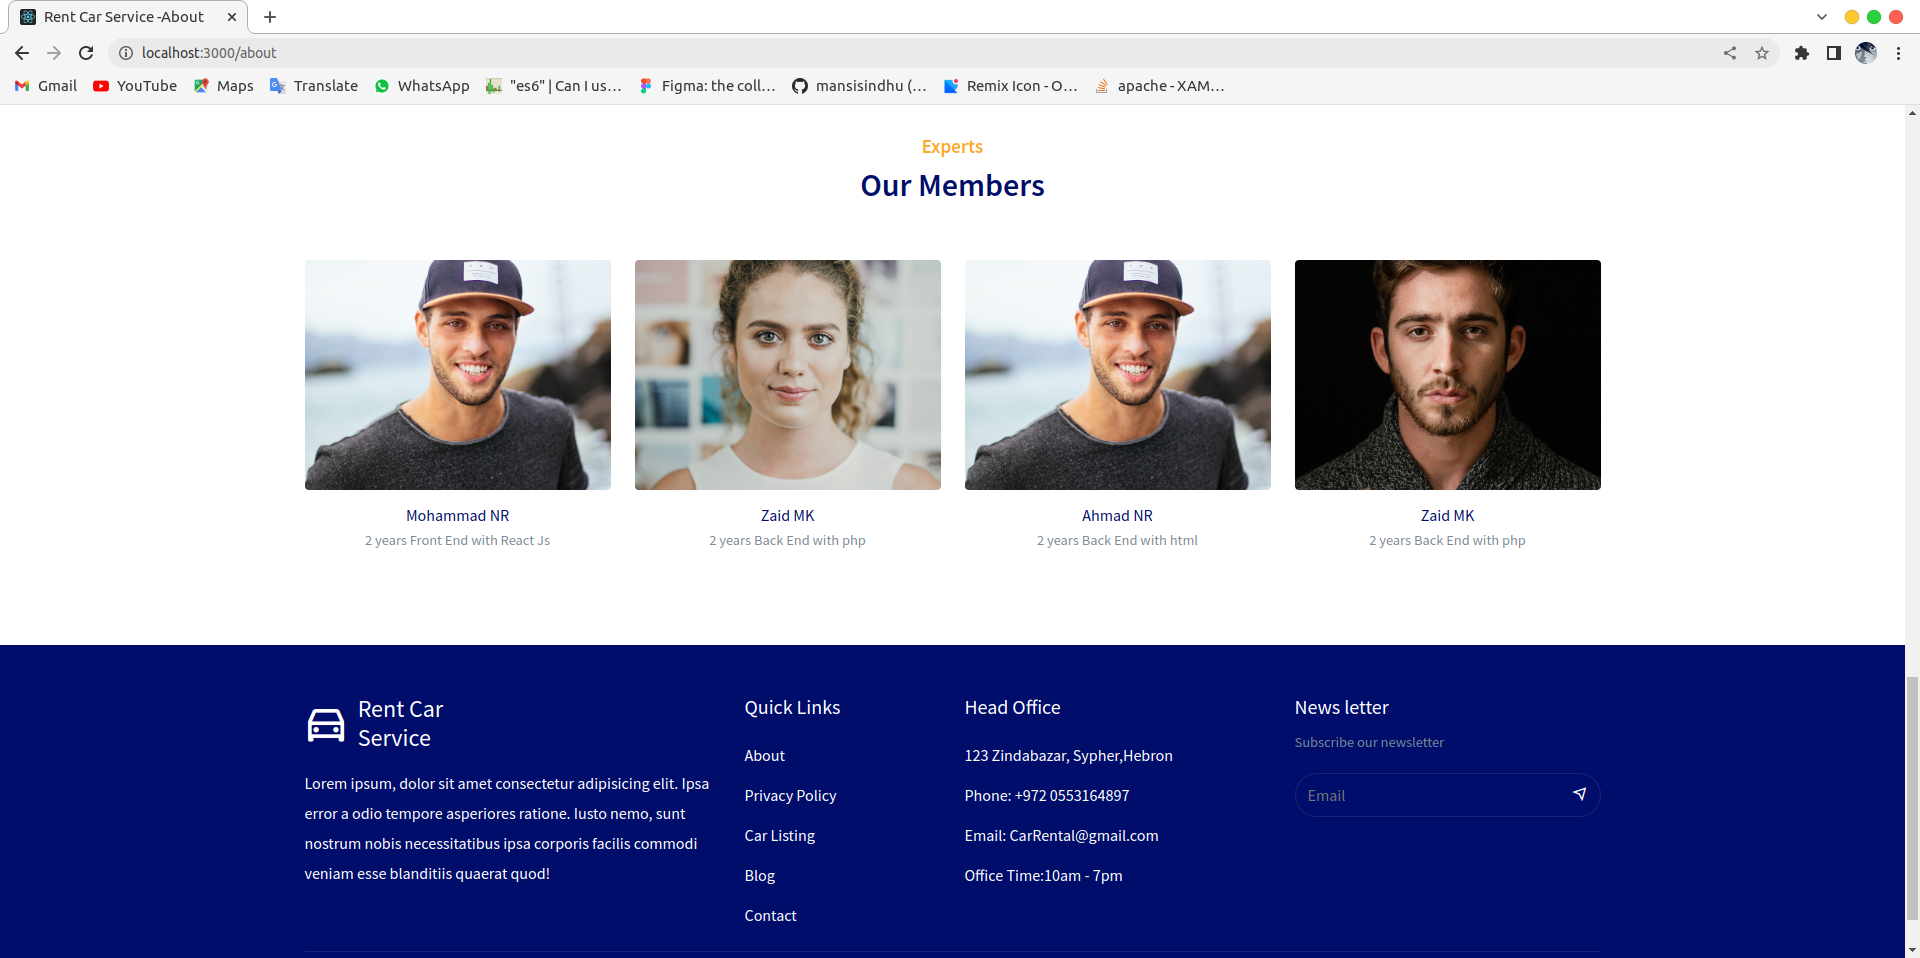 Rent Car Service -About
localhost:3000/about
Gmail
YouTube
Maps
Translate
WhatsApp
"es6" | Can I us...
Figma: the coll...
mansisindhu (...
Remix Icon - O...
apache - XAM...
Experts
Our Members
Mohammad NR
2 years Front End with React Js
Zaid MK
2 years Back End with php
Ahmad NR
2 years Back End with html
Zaid MK
2 years Back End with php
Rent Car
Service
Lorem ipsum, dolor sit amet consectetur adipisicing elit. Ipsa
error a odio tempore asperiores ratione. Iusto nemo, sunt
nostrum nobis necessitatibus ipsa corporis facilis commodi
veniam esse blanditiis quaerat quod!
Quick Links
About
Privacy Policy
Car Listing
Blog
Contact
Head Office
123 Zindabazar, Sypher,Hebron
Phone: +972 0553164897
Email: CarRental@gmail.com
Office Time:10am - 7pm
News letter
Subscribe our newsletter
Email